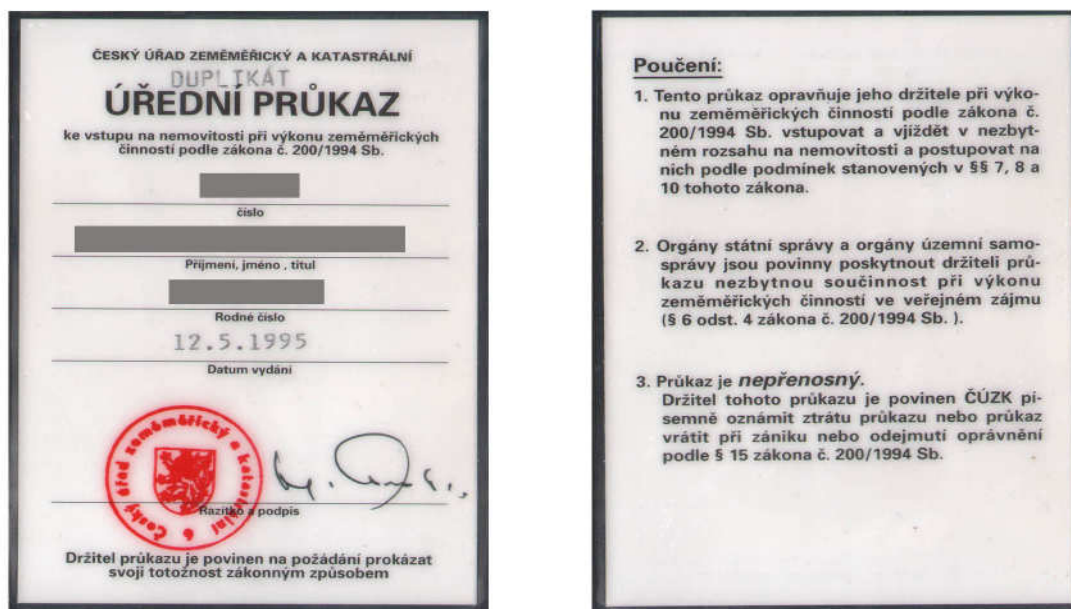 ČESKÝ ÚŘAD ZEMĚMĚŘICKÝ A KATASTRÁLNÍ
DUPLIKÁT
ÚŘEDNÍ PRŮKAZ
ke vstupu na nemovitosti při výkonu zeměměřických
činností podle zákona č. 200/1994 Sb.
číslo
Příjmení, jméno , titul
Rodné číslo
12.5.1995
Datum vydání
Český úřad zeměměřický a katastrální
6
Razítko a podpis
Držitel průkazu je povinen na požádání prokázat
svoji totožnost zákonným způsobem
Poučení:
1. Tento průkaz opravňuje jeho držitele při výko-
nu zeměměřických činností podle zákona č.
200/1994 Sb. vstupovat a vjíždět v nezbyt-
ném rozsahu na nemovitosti a postupovat na
nich podle podmínek stanovených v §§ 7, 8 a
10 tohoto zákona.
2. Orgány státní správy a orgány územní samo-
správy jsou povinny poskytnout držiteli prů-
kazu nezbytnou součinnost při výkonu
zeměměřických činností ve veřejném zájmu
(§ 6 odst. 4 zákona č. 200/1994 Sb. ).
3. Průkaz je nepřenosný.
Držitel tohoto průkazu je povinen ČÚZK pí-
semně oznámit ztrátu průkazu nebo průkaz
vrátit při zániku nebo odejmutí oprávnění
podle § 15 zákona č. 200/1994 Sb.